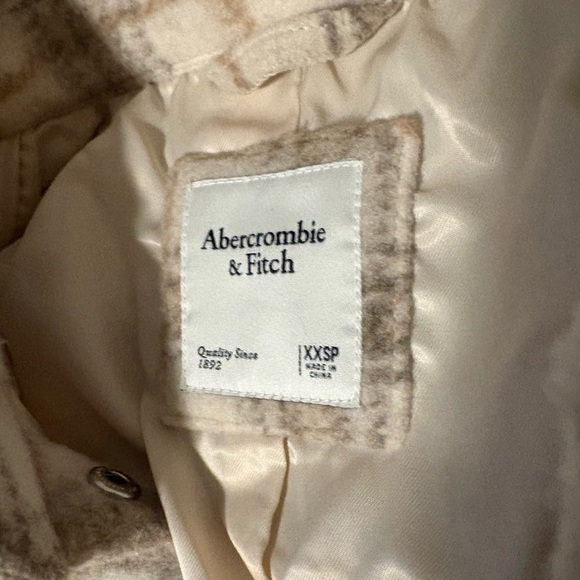 Abercrombie
& Fitch
Quality Since
1892
XXSP
MADE IN
CHINA